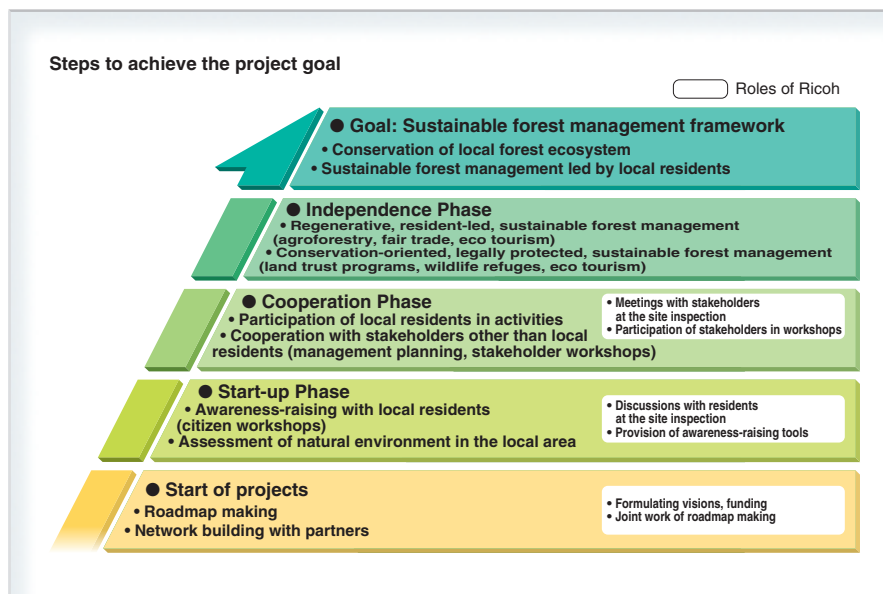 Steps to achieve the project goal
Roles of Ricoh
● Goal: Sustainable forest management framework
• Conservation of local forest ecosystem
• Sustainable forest management led by local residents
● Independence Phase
• Regenerative, resident-led, sustainable forest management
(agroforestry, fair trade, eco tourism)
• Conservation-oriented, legally protected, sustainable forest management
(land trust programs, wildlife refuges, eco tourism)
● Cooperation Phase
• Participation of local residents in activities
• Cooperation with stakeholders other than local
residents (management planning, stakeholder workshops)
• Meetings with stakeholders
at the site inspection
• Participation of stakeholders in workshops
● Start-up Phase
• Awareness-raising with local residents
(citizen workshops)
• Assessment of natural environment in the local area
• Discussions with residents
at the site inspection
• Provision of awareness-raising tools
● Start of projects
• Roadmap making
• Network building with partners
• Formulating visions, funding
• Joint work of roadmap making